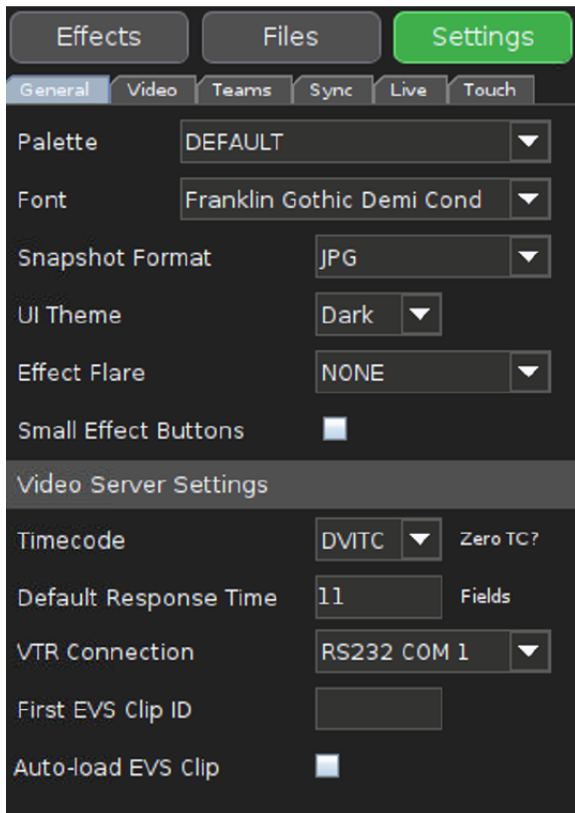 Effects Files Settings
General Video Teams Sync Live Touch
Palette DEFAULT
Font Franklin Gothic Demi Cond
Snapshot Format JPG
UI Theme Dark
Effect Flare NONE
Small Effect Buttons
Video Server Settings
Timecode DVITC Zero TC?
Default Response Time 11 Fields
VTR Connection RS232 COM 1
First EVS Clip ID
Auto-load EVS Clip